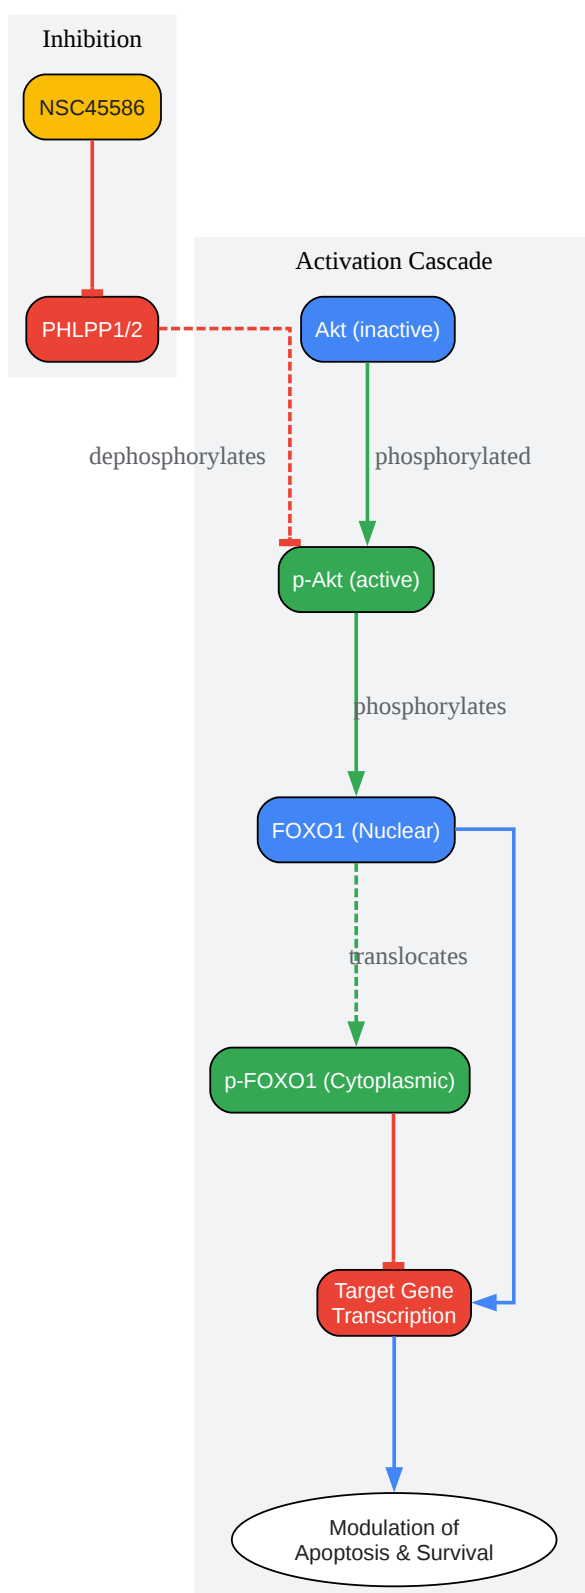 Inhibition
NSC45586
PHLPP1/2
Activation Cascade
Akt (inactive)
dephosphorylates
phosphorylated
p-Akt (active)
phosphorylates
FOXO1 (Nuclear)
translocates
p-FOXO1 (Cytoplasmic)
Target Gene
Transcription
Modulation of
Apoptosis & Survival